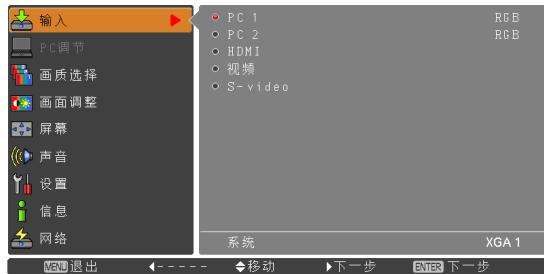 输入
PC调节
画质选择
画面调整
屏幕
声音
设置
信息
网络
PC 1 RGB
PC 2 RGB
HDMI
视频
S-video
系统 XGA 1
MENU 退出 ◀----- ◆移动 ▶下一步 ENTER 下一步